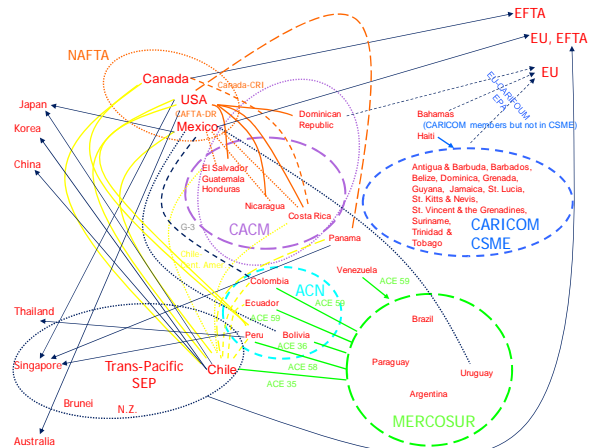 EFTA
EU, EFTA
NAFTA
Canada
EU
Canada-CRI
USA
EU-CARIFOUM
EPA
Japan
CAFTA-DR
Mexico
Dominican
Republic
Bahamas
(CARICOM members but not in CSME)
Haiti
Korea
China
El Salvador
Guatemala
Honduras
Antigua & Barbuda, Barbados,
Belize, Dominica, Grenada,
Guyana, Jamaica, St. Lucia,
St. Kitts & Nevis,
St. Vincent & the Grenadines,
Suriname,
Trinidad &
Tobago
CARICOM
CSME
Nicaragua
Costa Rica
CACM
G-3
Panama
Chile-
Colombia
Venezuela
ACE 59
ACN
Ecuador
ACE 59
ACE 59
Brazil
Thailand
Peru
Bolivia
ACE 36
Singapore
Trans-Pacific
SEP
Chile
ACE 58
Paraguay
Uruguay
ACE 35
Argentina
Brunei
N.Z.
MERCOSUR
Australia